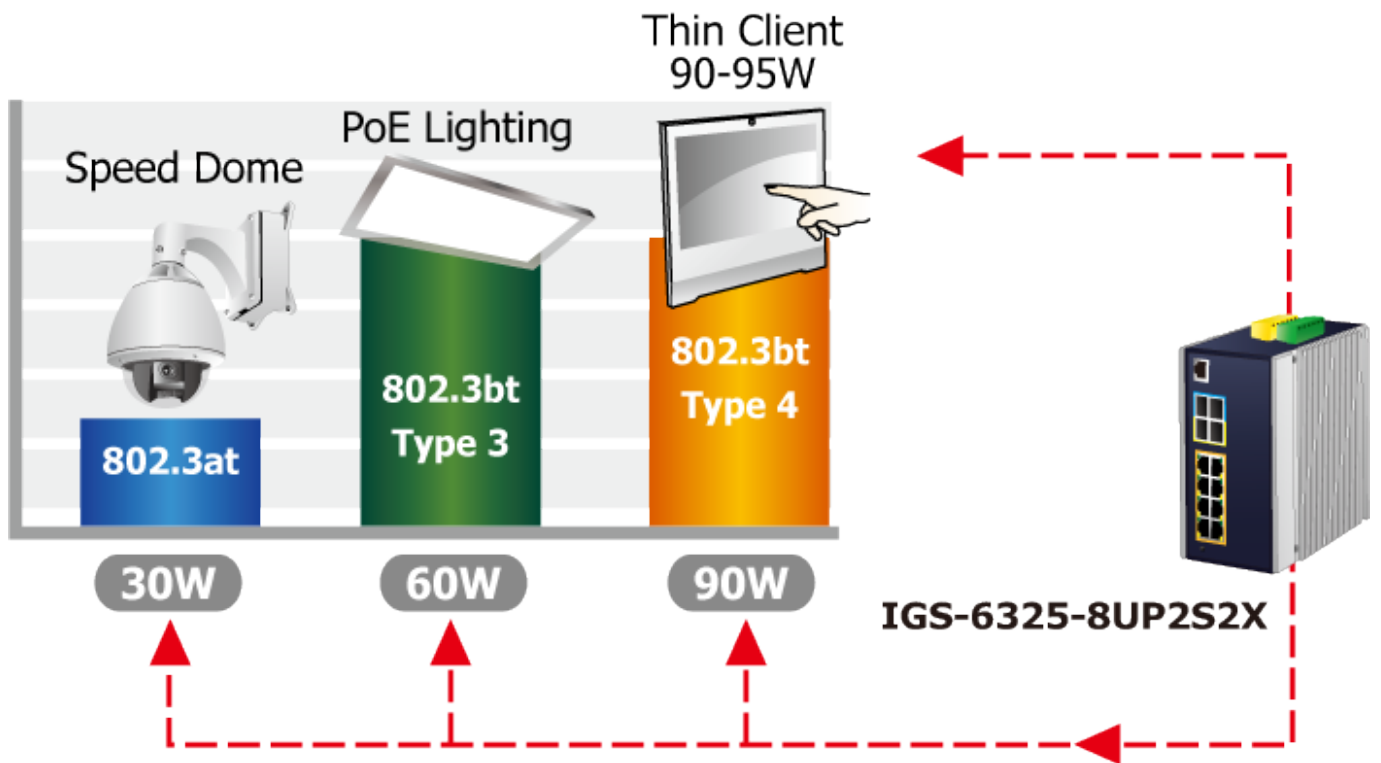 Thin Client
90-95W
PoE Lighting
Speed Dome
802.3at
802.3bt
Type 3
802.3bt
Type 4
30W
60W
90W
IGS-6325-8UP2S2X